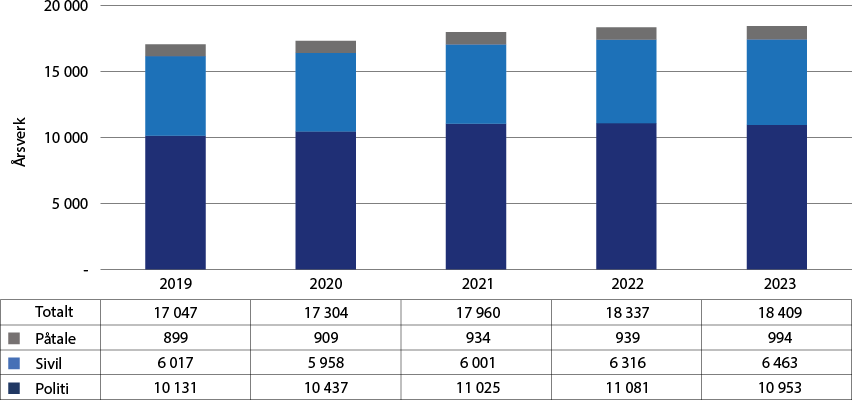 20 000
15 000
10 000
5 000
-
Årsverk
2019 2020 2021 2022 2023
Totalt 17 047 17 304 17 960 18 337 18 409
Påtale 899 909 934 939 994
Sivil 6 017 5 958 6 001 6 316 6 463
Politi 10 131 10 437 11 025 11 081 10 953